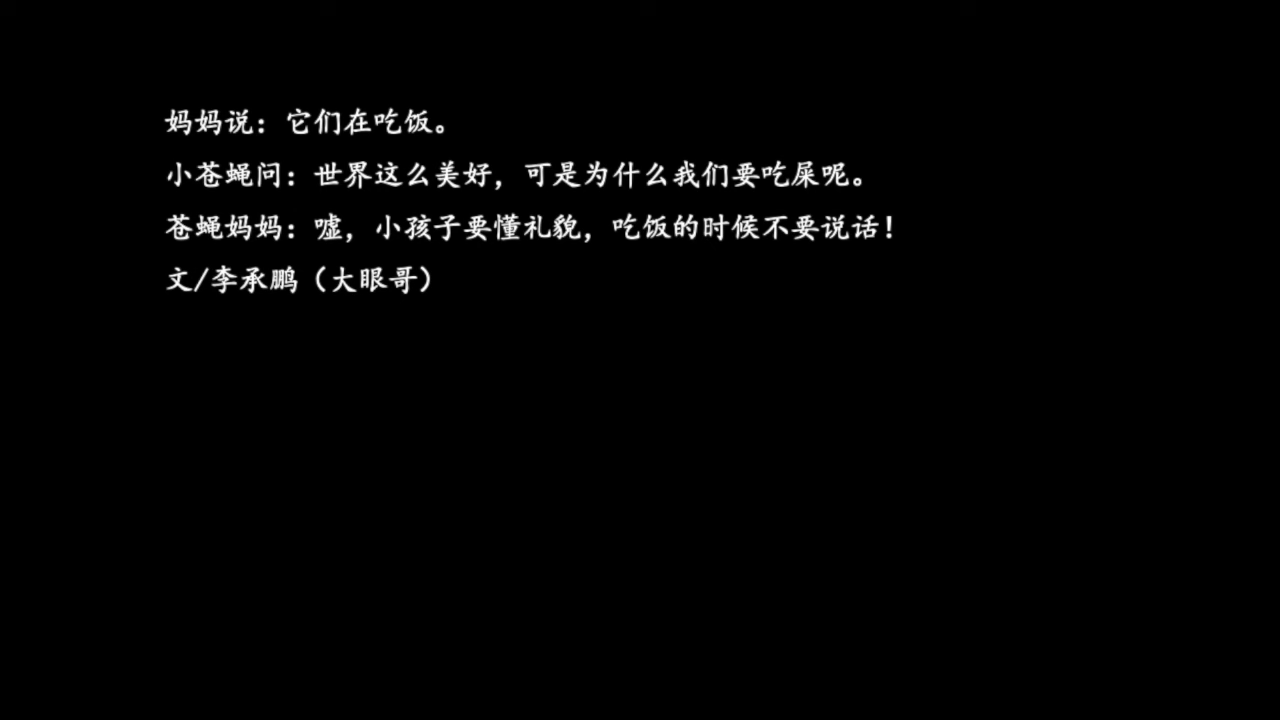 妈妈说：它们在吃饭。
小苍蝇问：世界这么美好，可是为什么我们要吃屎呢。
苍蝇妈妈：嘘，小孩子要懂礼貌，吃饭的时候不要说话！
文/李承鹏（大眼哥）